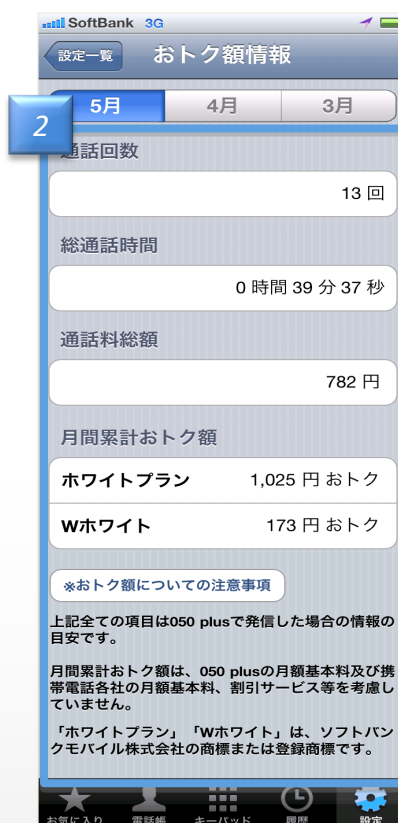 SoftBank 3G
設定一覧 おトク額情報
5月 4月 3月
2
通話回数
13 回
総通話時間
0 時間 39 分 37 秒
通話料総額
782 円
月間累計おトク額
ホワイトプラン 1,025 円 おトク
Wホワイト 173 円 おトク
※おトク額についての注意事項
上記全ての項目は050 plusで発信した場合の情報の
目安です。
月間累計おトク額は、050 plusの月額基本料及び携
帯電話各社の月額基本料、割引サービス等を考慮し
ていません。
「ホワイトプラン」「Wホワイト」は、ソフトバン
クモバイル株式会社の商標または登録商標です。
お気に入り 電話帳 キーパッド 履歴 設定